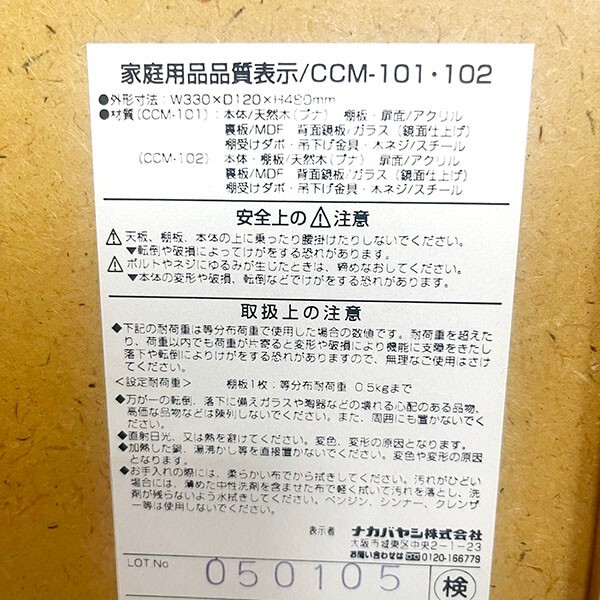 家庭用品品質表示/CCM-101・102
●外形寸法：W330×D120×H480mm
●材質(CCM-101)：本体/天然木(ブナ) 棚板・扉面/アクリル
裏板/MDF 背面鏡板/ガラス(鏡面仕上げ)
棚受けダボ・吊下げ金具・木ネジ/スチール
(CCM-102) 本体・棚板/天然木(ブナ) 扉面/アクリル
裏板/MDF 背面鏡板/ガラス(鏡面仕上げ)
棚受けダボ・吊下げ金具・木ネジ/スチール
安全上の⚠注意
⚠天板、棚板、本体の上に乗ったり腰掛けたりしないでください。
▼転倒や破損によってけがをする恐れがあります。
⚠ボルトやネジにゆるみが生じたときは、締めなおしてください。
▼本体の変形や破損、転倒などでけがをする恐れがあります。
取扱上の注意
◆下記の耐荷重は等分布荷重で使用した場合の数値です。耐荷重を超えた
り、荷重以内でも荷重が片寄ると変形や破損により機能に支障をきたし
落下や転倒によりけがをする恐れがありますので、無理なご使用はさけ
てください。
＜設定耐荷重＞ 棚板1枚：等分布耐荷重 0.5kgまで
◆万が一の転倒、落下に備えガラスや陶器などの壊れる心配のある品物、
高価な品物などは陳列しないでください。また、周囲にも置かないでく
ださい。
◆直射日光、又は熱を避けてください。変色、変形の原因となります。
◆加熱した鍋、湯沸かし等を直接置かないでください。変色や変形の原因
となります。
◆お手入れの際には、柔らかい布でから拭きしてください。汚れがひどい
場合には、薄めた中性洗剤を含ませた布で軽く拭いて汚れを落とし、洗
剤が残らないよう水拭きしてください。ベンジン、シンナー、クレンザ
ー等は使用しないでください。
表示者 ナカバヤシ株式会社
大阪市城東区中央2-1-23
お問い合わせは 0120-166779
LOT.No 050105 検